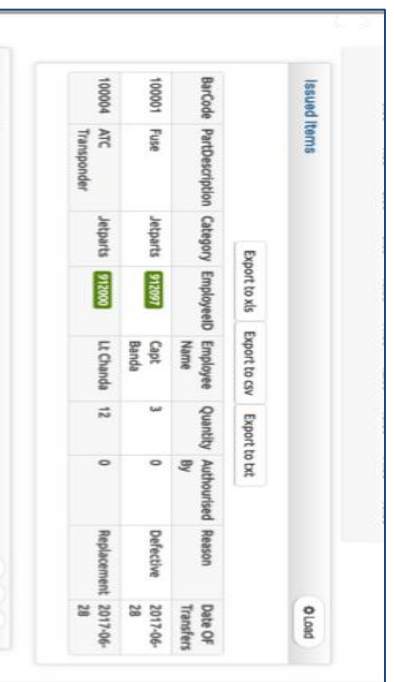 Issued Items
Load
Export to xls Export to csv Export to txt
BarCode PartDescription Category EmployeeID Employee Quantity Authourised Reason Date OF
Name By Transfers
100001 Fuse Jetparts 912097 Capt 3 0 Defective 2017-06-
Banda 28
100004 ATC Jetparts 912000 Lt Chanda 12 0 Replacement 2017-06-
Transponder 28